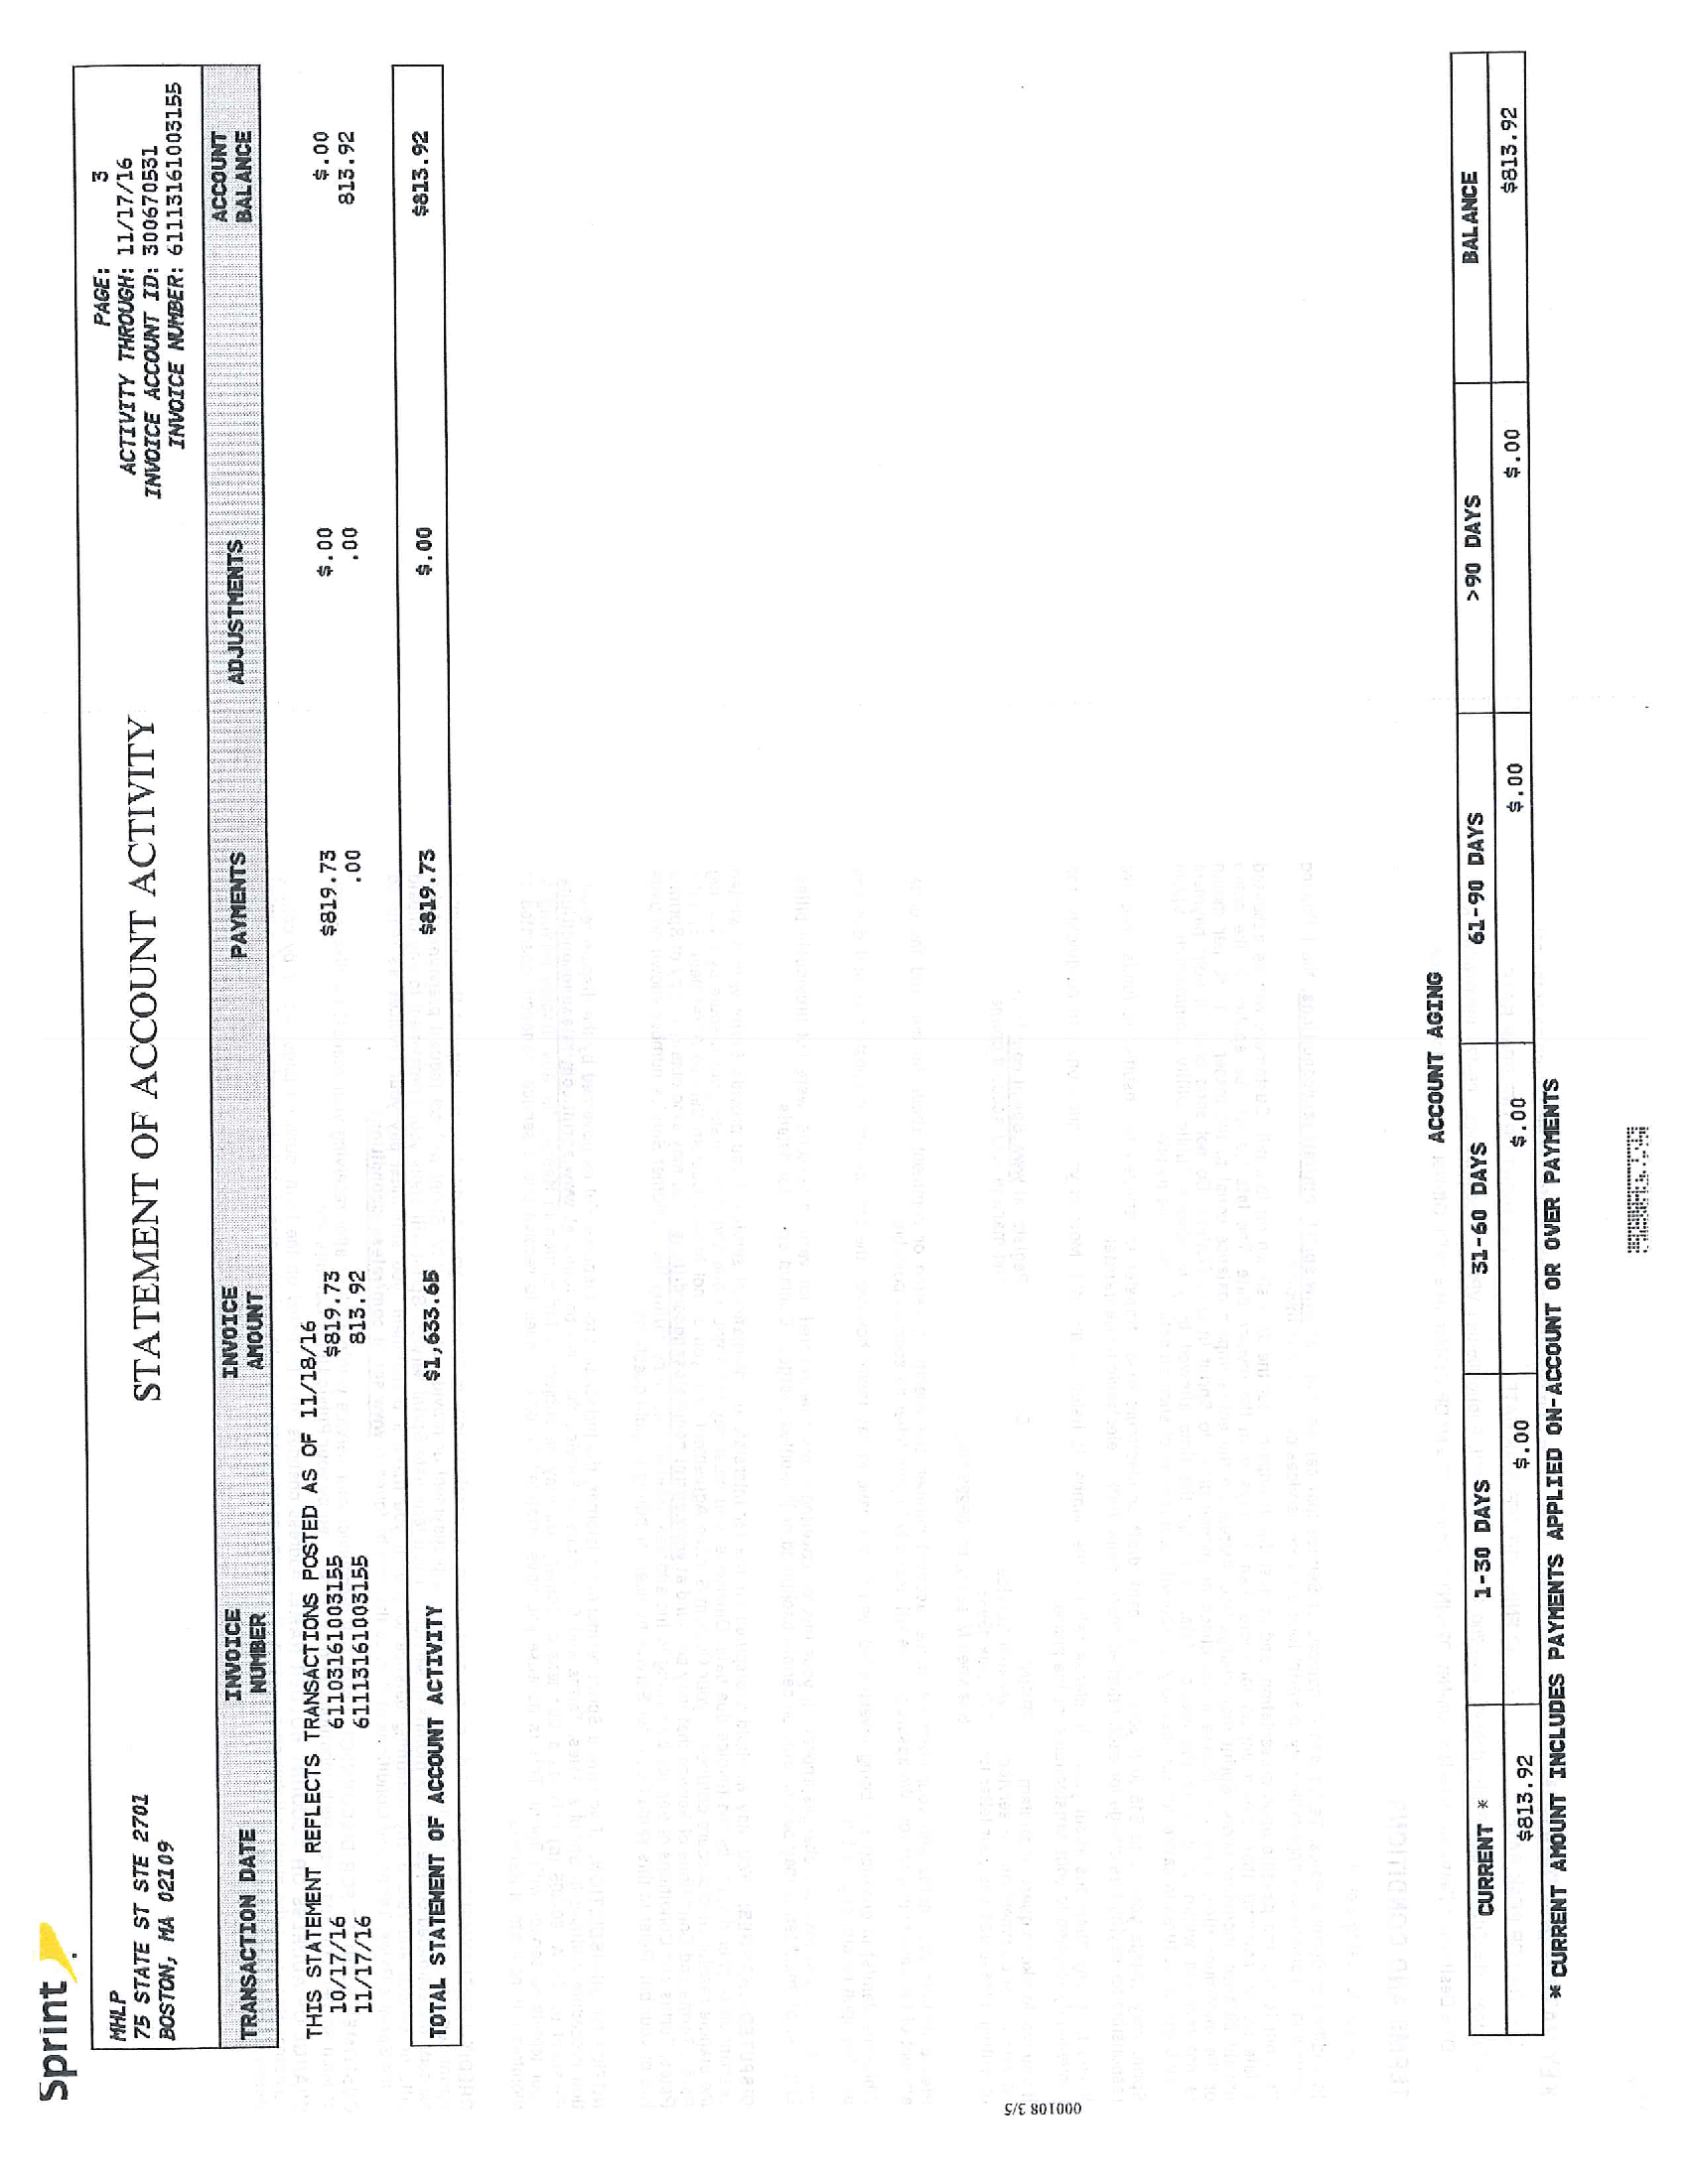 Sprint
MHLP
75 STATE ST STE 2701
BOSTON, MA 02109
STATEMENT OF ACCOUNT ACTIVITY
PAGE: 3
ACTIVITY THROUGH: 11/17/16
INVOICE ACCOUNT ID: 300670531
INVOICE NUMBER: 61113161003155
TRANSACTION DATE INVOICE NUMBER INVOICE AMOUNT PAYMENTS ADJUSTMENTS ACCOUNT BALANCE
THIS STATEMENT REFLECTS TRANSACTIONS POSTED AS OF 11/18/16
10/17/16 61103161003155 $819.73 $819.73 $.00 $.00
11/17/16 61113161003155 813.92 .00 .00 813.92
TOTAL STATEMENT OF ACCOUNT ACTIVITY $1,633.65 $819.73 $.00 $813.92
000108 3/5
ACCOUNT AGING
CURRENT * 1-30 DAYS 31-60 DAYS 61-90 DAYS >90 DAYS BALANCE
$813.92 $.00 $.00 $.00 $.00 $813.92
* CURRENT AMOUNT INCLUDES PAYMENTS APPLIED ON-ACCOUNT OR OVER PAYMENTS